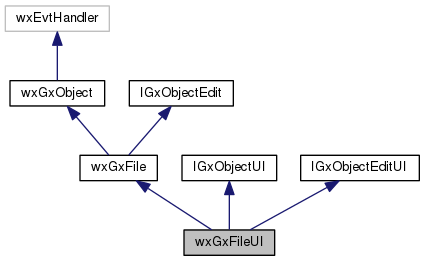 wxEvtHandler
wxGxObject
IGxObjectEdit
wxGxFile
IGxObjectUI
IGxObjectEditUI
wxGxFileUI